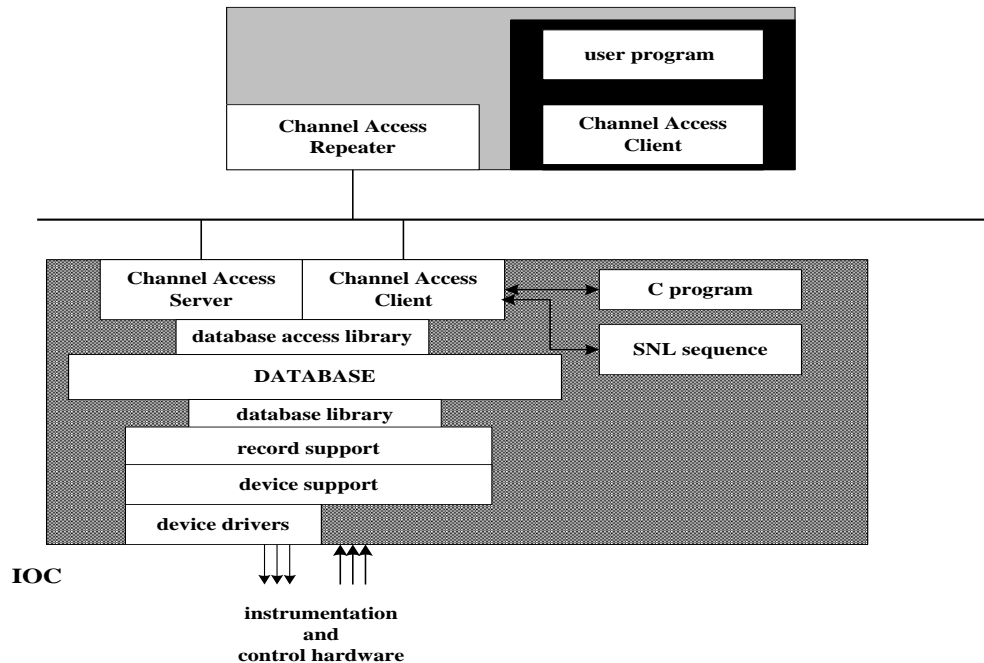 user program
Channel Access
Repeater
Channel Access
Client
Channel Access
Server
Channel Access
Client
C program
SNL sequence
database access library
DATABASE
database library
record support
device support
device drivers
IOC
instrumentation
and
control hardware